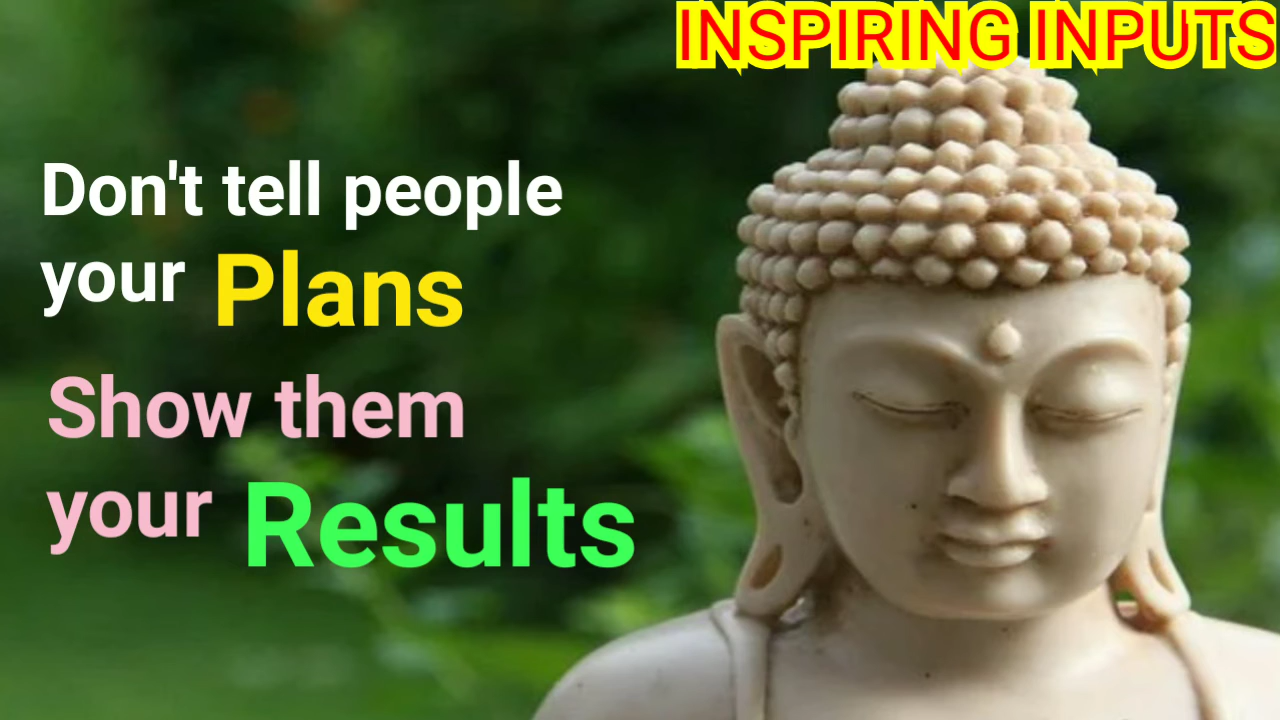 INSPIRING INPUTS
Don't tell people
your Plans
Show them
your Results